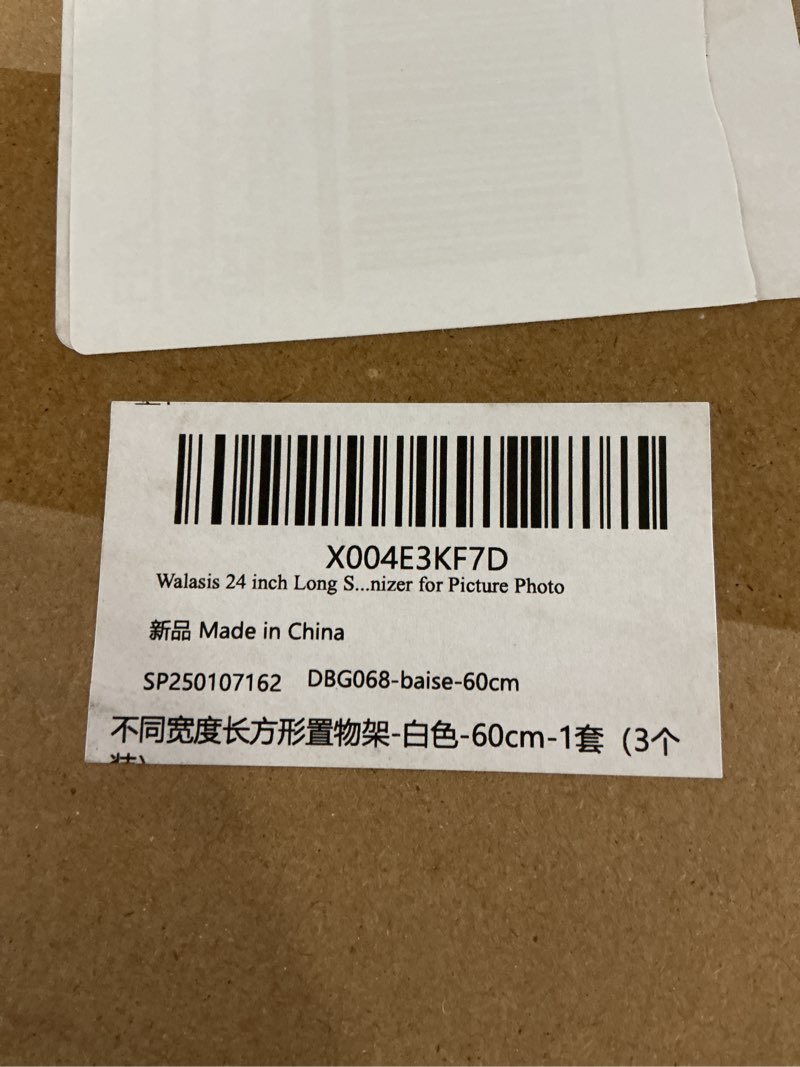 X004E3KF7D
Walasis 24 inch Long S...nizer for Picture Photo
新品 Made in China
SP250107162 DBG068-baise-60cm
不同宽度长方形置物架-白色-60cm-1套（3个
装）